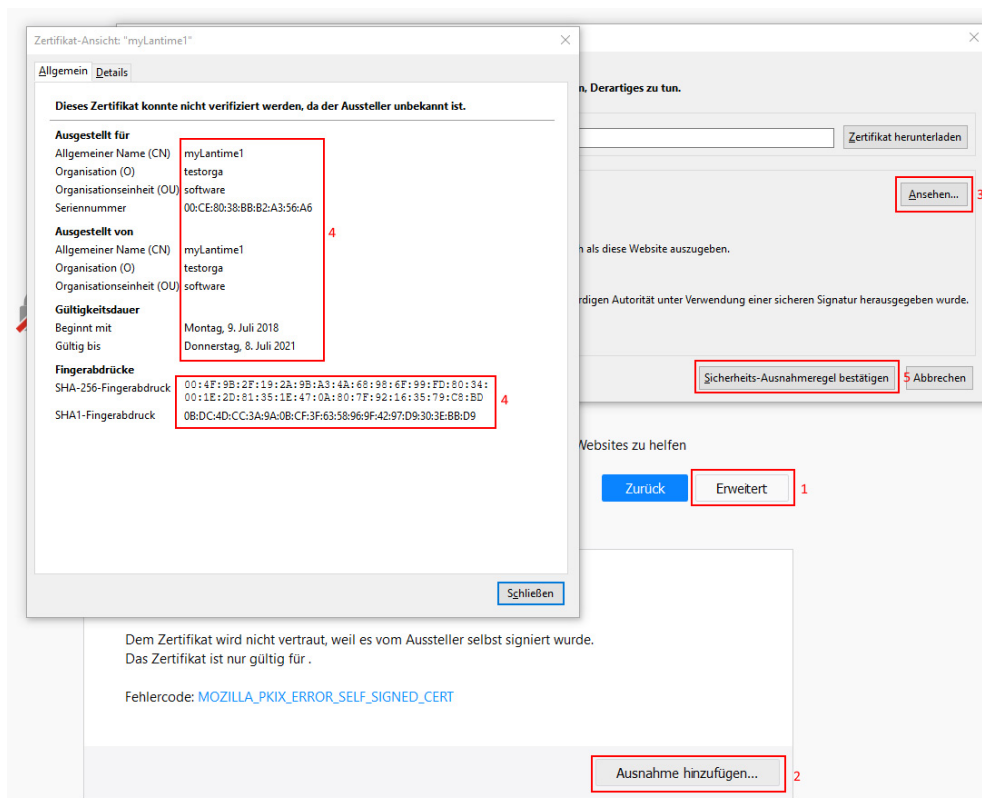 Zertifikat-Ansicht: "myLantime1"
Allgemein Details
Dieses Zertifikat konnte nicht verifiziert werden, da der Aussteller unbekannt ist.
Ausgestellt für
Allgemeiner Name (CN) myLantime1
Organisation (O) testorga
Organisationseinheit (OU) software
Seriennummer 00:CE:80:38:BB:B2:A3:56:A6
4
Ausgestellt von
Allgemeiner Name (CN) myLantime1
Organisation (O) testorga
Organisationseinheit (OU) software
Gültigkeitsdauer
Beginnt mit Montag, 9. Juli 2018
Gültig bis Donnerstag, 8. Juli 2021
Fingerabdrücke
SHA-256-Fingerabdruck 00:4F:9B:2F:19:2A:9B:A3:4A:68:98:6F:99:FD:80:34:
00:1E:2D:81:35:1E:47:0A:80:7F:92:16:35:79:C8:BD
4
SHA1-Fingerabdruck 0B:DC:4D:CC:3A:9A:0B:CF:3F:63:58:96:9F:42:97:D9:30:3E:BB:D9
Schließen
n, Derartiges zu tun.
Zertifikat herunterladen
Ansehen... 3
n als diese Website auszugeben.
rdigen Autorität unter Verwendung einer sicheren Signatur herausgegeben wurde.
Sicherheits-Ausnahmeregel bestätigen 5 Abbrechen
Websites zu helfen
Zurück Erweitert 1
Dem Zertifikat wird nicht vertraut, weil es vom Aussteller selbst signiert wurde.
Das Zertifikat ist nur gültig für .
Fehlercode: MOZILLA_PKIX_ERROR_SELF_SIGNED_CERT
Ausnahme hinzufügen... 2